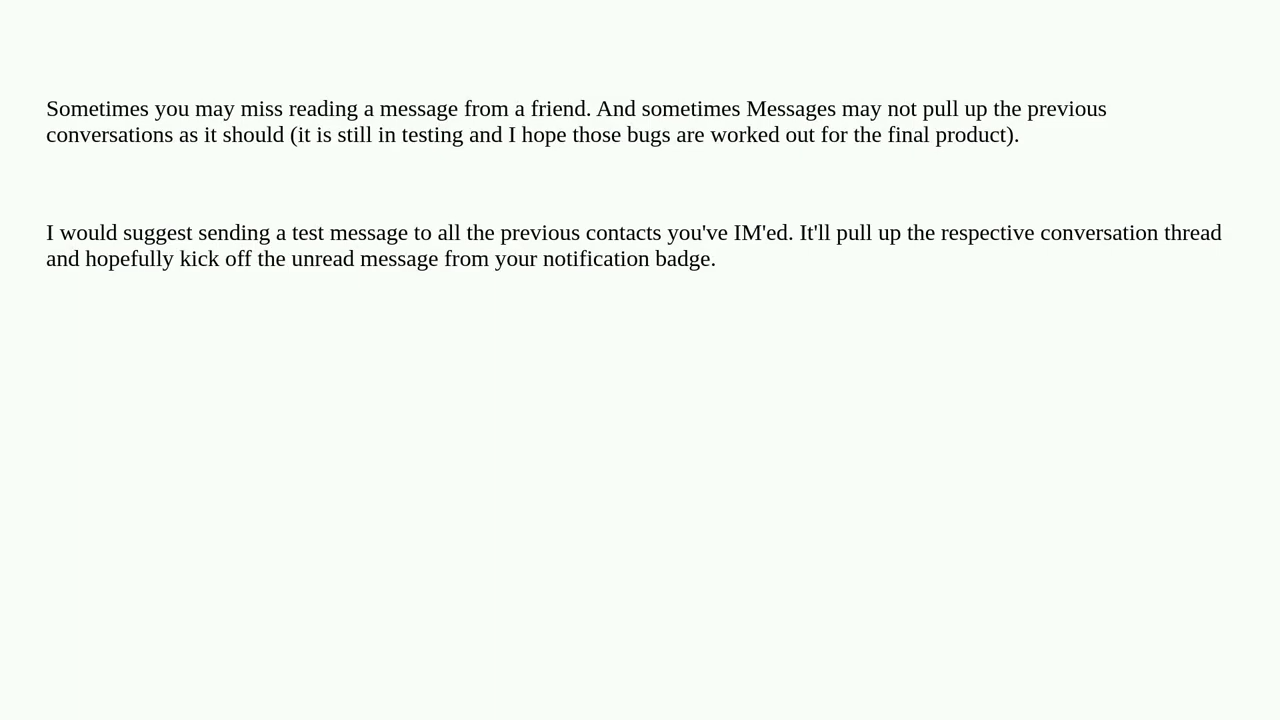 Sometimes you may miss reading a message from a friend. And sometimes Messages may not pull up the previous
conversations as it should (it is still in testing and I hope those bugs are worked out for the final product).
I would suggest sending a test message to all the previous contacts you've IM'ed. It'll pull up the respective conversation thread
and hopefully kick off the unread message from your notification badge.